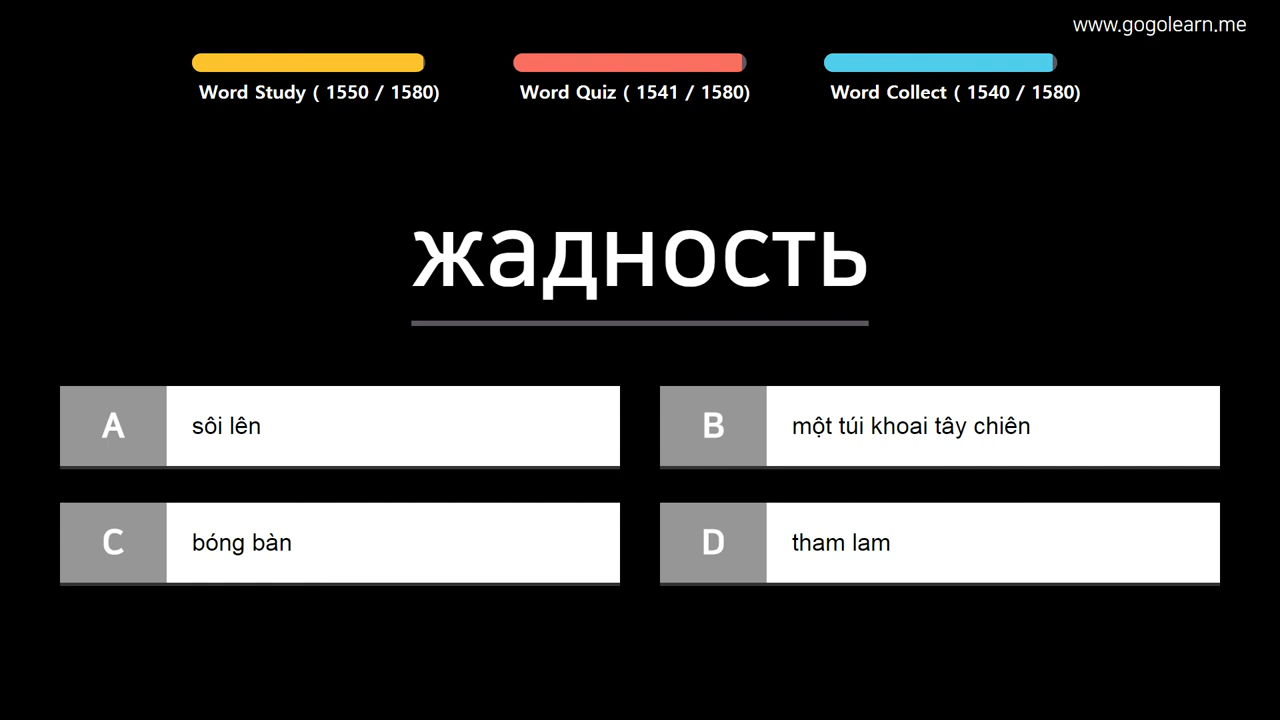 www.gogolearn.me
Word Study ( 1550 / 1580)
Word Quiz ( 1541 / 1580)
Word Collect ( 1540 / 1580)
жадность
A sôi lên
B một túi khoai tây chiên
C bóng bàn
D tham lam